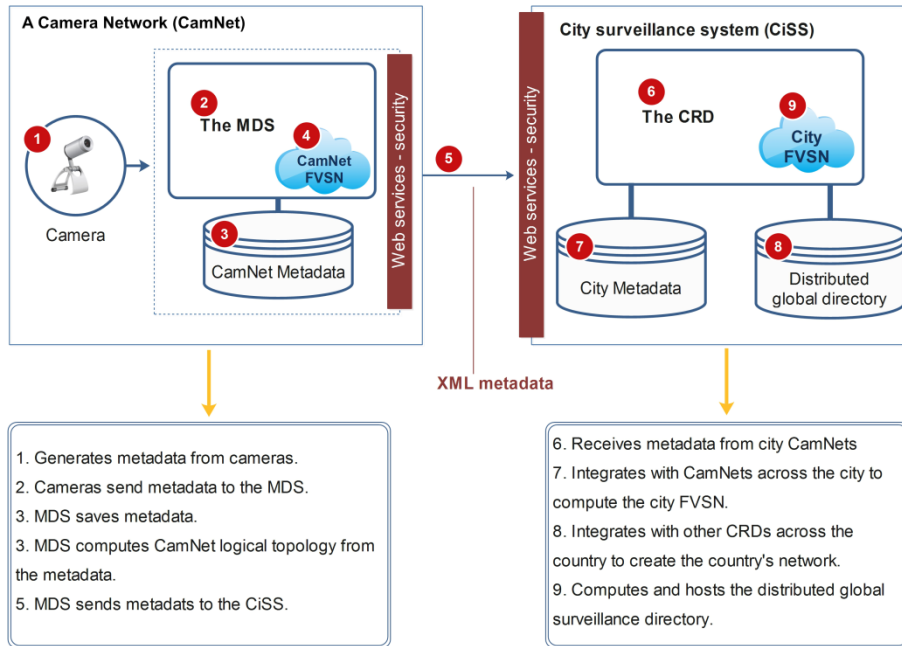 A Camera Network (CamNet)
1
Camera
2
The MDS
4
CamNet
FVSN
3
CamNet Metadata
Web services - security
5
XML metadata
Web services - security
City surveillance system (CiSS)
6
The CRD
9
City
FVSN
7
City Metadata
8
Distributed
global directory
1. Generates metadata from cameras.
2. Cameras send metadata to the MDS.
3. MDS saves metadata.
3. MDS computes CamNet logical topology from
the metadata.
5. MDS sends metadats to the CiSS.
6. Receives metadata from city CamNets
7. Integrates with CamNets across the city to
compute the city FVSN.
8. Integrates with other CRDs across the
country to create the country's network.
9. Computes and hosts the distributed global
surveillance directory.